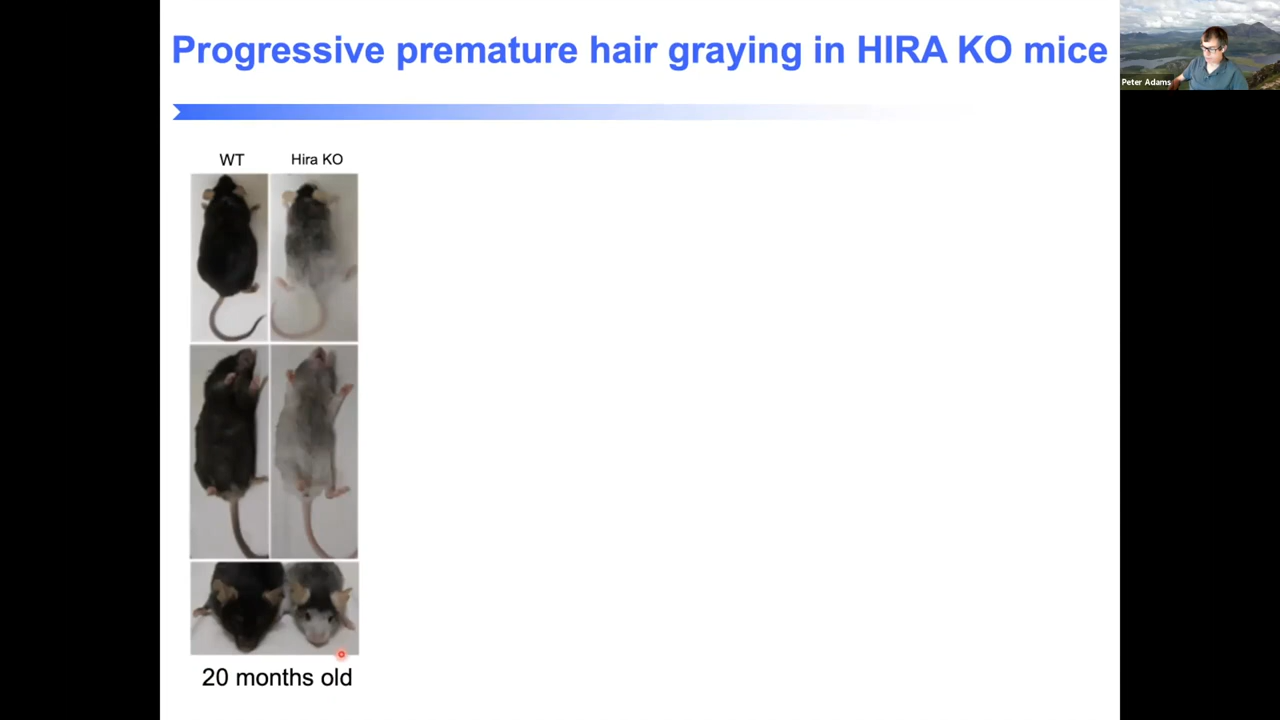 Progressive premature hair graying in HIRA KO mice
Peter Adams
WT
Hira KO
20 months old